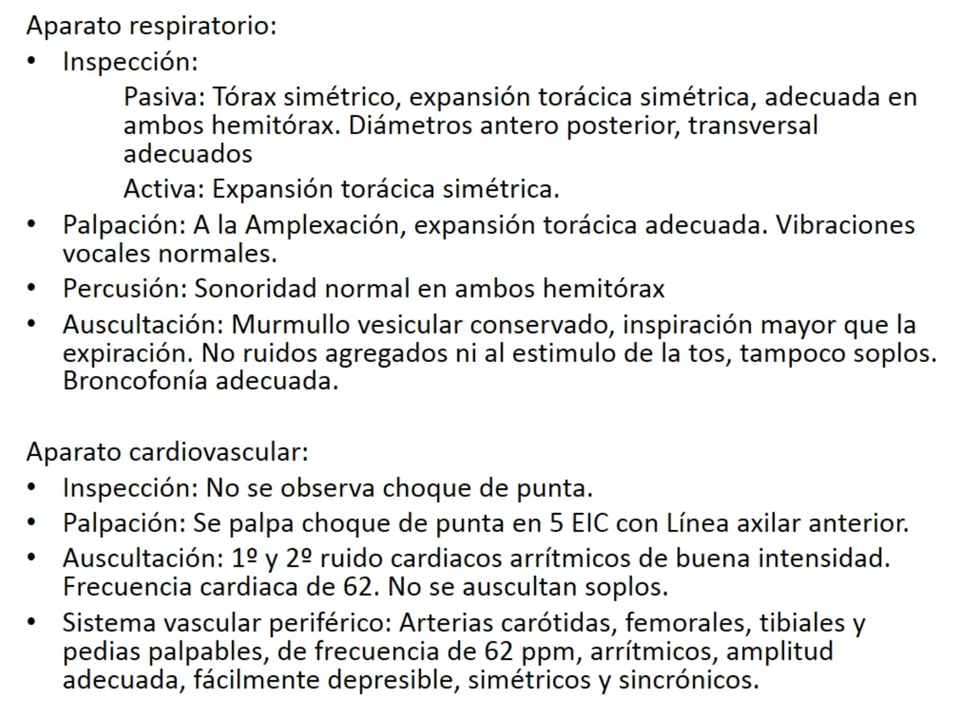 Aparato respiratorio:
• Inspección:
Pasiva: Tórax simétrico, expansión torácica simétrica, adecuada en
ambos hemitórax. Diámetros antero posterior, transversal
adecuados
Activa: Expansión torácica simétrica.
• Palpación: A la Amplexación, expansión torácica adecuada. Vibraciones
vocales normales.
• Percusión: Sonoridad normal en ambos hemitórax
• Auscultación: Murmullo vesicular conservado, inspiración mayor que la
expiración. No ruidos agregados ni al estimulo de la tos, tampoco soplos.
Broncofonía adecuada.
Aparato cardiovascular:
• Inspección: No se observa choque de punta.
• Palpación: Se palpa choque de punta en 5 EIC con Línea axilar anterior.
• Auscultación: 1º y 2º ruido cardiacos arrítmicos de buena intensidad.
Frecuencia cardiaca de 62. No se auscultan soplos.
• Sistema vascular periférico: Arterias carótidas, femorales, tibiales y
pedias palpables, de frecuencia de 62 ppm, arrítmicos, amplitud
adecuada, fácilmente depresible, simétricos y sincrónicos.